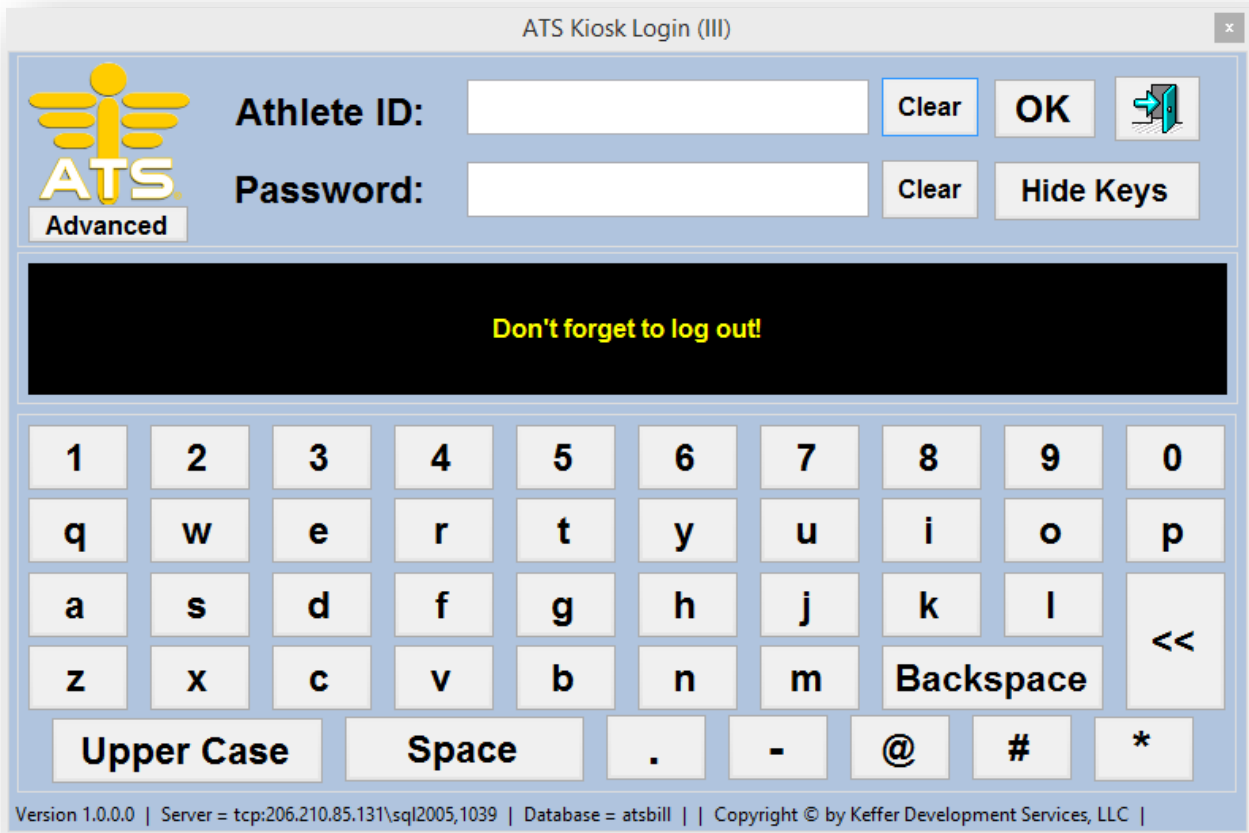 ATS Kiosk Login (III)
x
Athlete ID:
Clear
OK
ATS®
Password:
Clear
Hide Keys
Advanced
Don't forget to log out!
1 2 3 4 5 6 7 8 9 0
q w e r t y u i o p
a s d f g h j k l
<<
z x c v b n m Backspace
Upper Case Space . - @ # *
Version 1.0.0.0 | Server = tcp:206.210.85.131\sql2005,1039 | Database = atsbill | | Copyright © by Keffer Development Services, LLC |